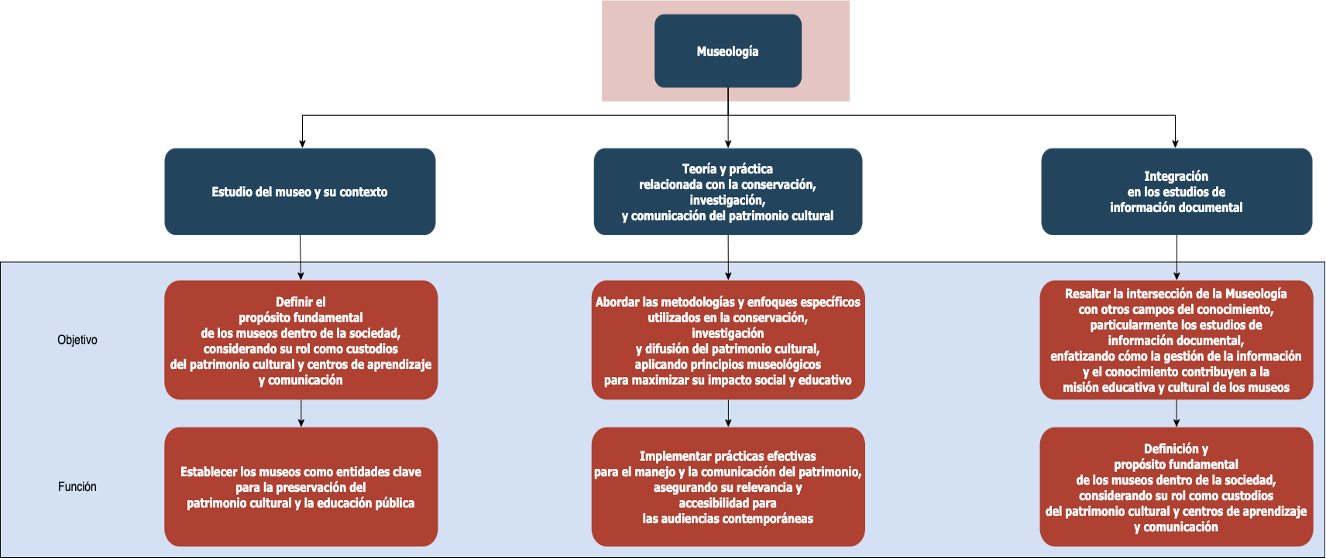 Museología
Estudio del museo y su contexto
Teoría y práctica
relacionada con la conservación,
investigación,
y comunicación del patrimonio cultural
Integración
en los estudios de
información documental
Objetivo
Definir el
propósito fundamental
de los museos dentro de la sociedad,
considerando su rol como custodios
del patrimonio cultural y centros de aprendizaje
y comunicación
Abordar las metodologías y enfoques específicos
utilizados en la conservación,
investigación
y difusión del patrimonio cultural,
aplicando principios museológicos
para maximizar su impacto social y educativo
Resaltar la intersección de la Museología
con otros campos del conocimiento,
particularmente los estudios de
información documental,
enfatizando cómo la gestión de la información
y el conocimiento contribuyen a la
misión educativa y cultural de los museos
Función
Establecer los museos como entidades clave
para la preservación del
patrimonio cultural y la educación pública
Implementar prácticas efectivas
para el manejo y la comunicación del patrimonio,
asegurando su relevancia y
accesibilidad para
las audiencias contemporáneas
Definición y
propósito fundamental
de los museos dentro de la sociedad,
considerando su rol como custodios
del patrimonio cultural y centros de aprendizaje
y comunicación